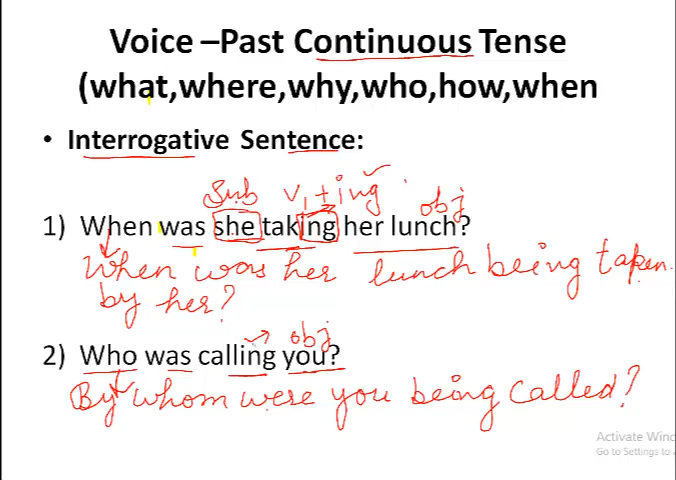 Voice –Past Continuous Tense
(what,where,why,who,how,when
• Interrogative Sentence:
Sub V1+ing obj
1) When was she taking her lunch?
When was her lunch being taken
by her?
obj
2) Who was calling you?
By whom were you being called?
Activate Wind
Go to Settings to